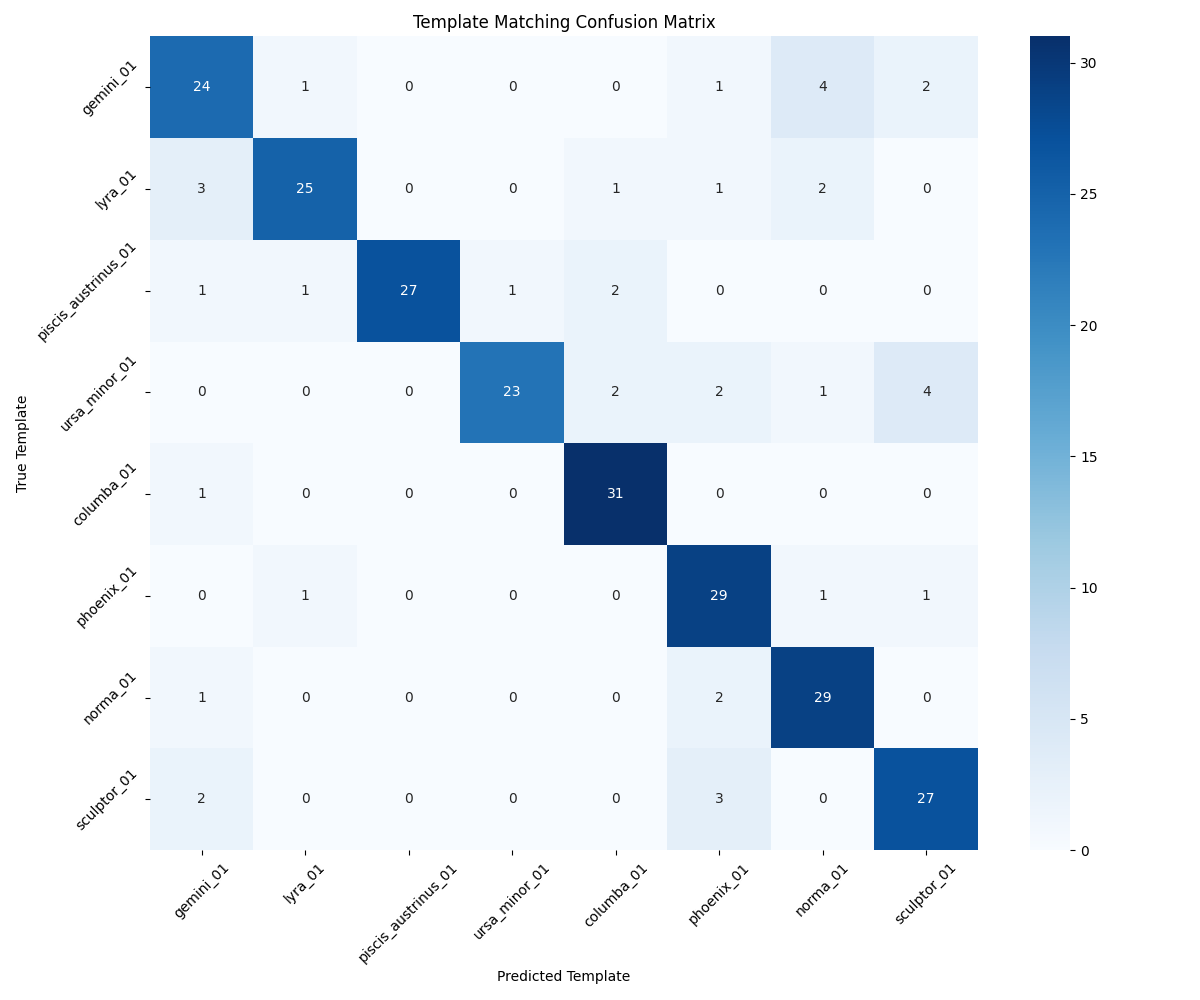 Template Matching Confusion Matrix
True Template
gemini_01 24 1 0 0 0 1 4 2
lyra_01 3 25 0 0 1 1 2 0
piscis_austrinus_01 1 1 27 1 2 0 0 0
ursa_minor_01 0 0 0 23 2 2 1 4
columba_01 1 0 0 0 31 0 0 0
phoenix_01 0 1 0 0 0 29 1 1
norma_01 1 0 0 0 0 2 29 0
sculptor_01 2 0 0 0 0 3 0 27
gemini_01 lyra_01 piscis_austrinus_01 ursa_minor_01 columba_01 phoenix_01 norma_01 sculptor_01
Predicted Template
30
25
20
15
10
5
0